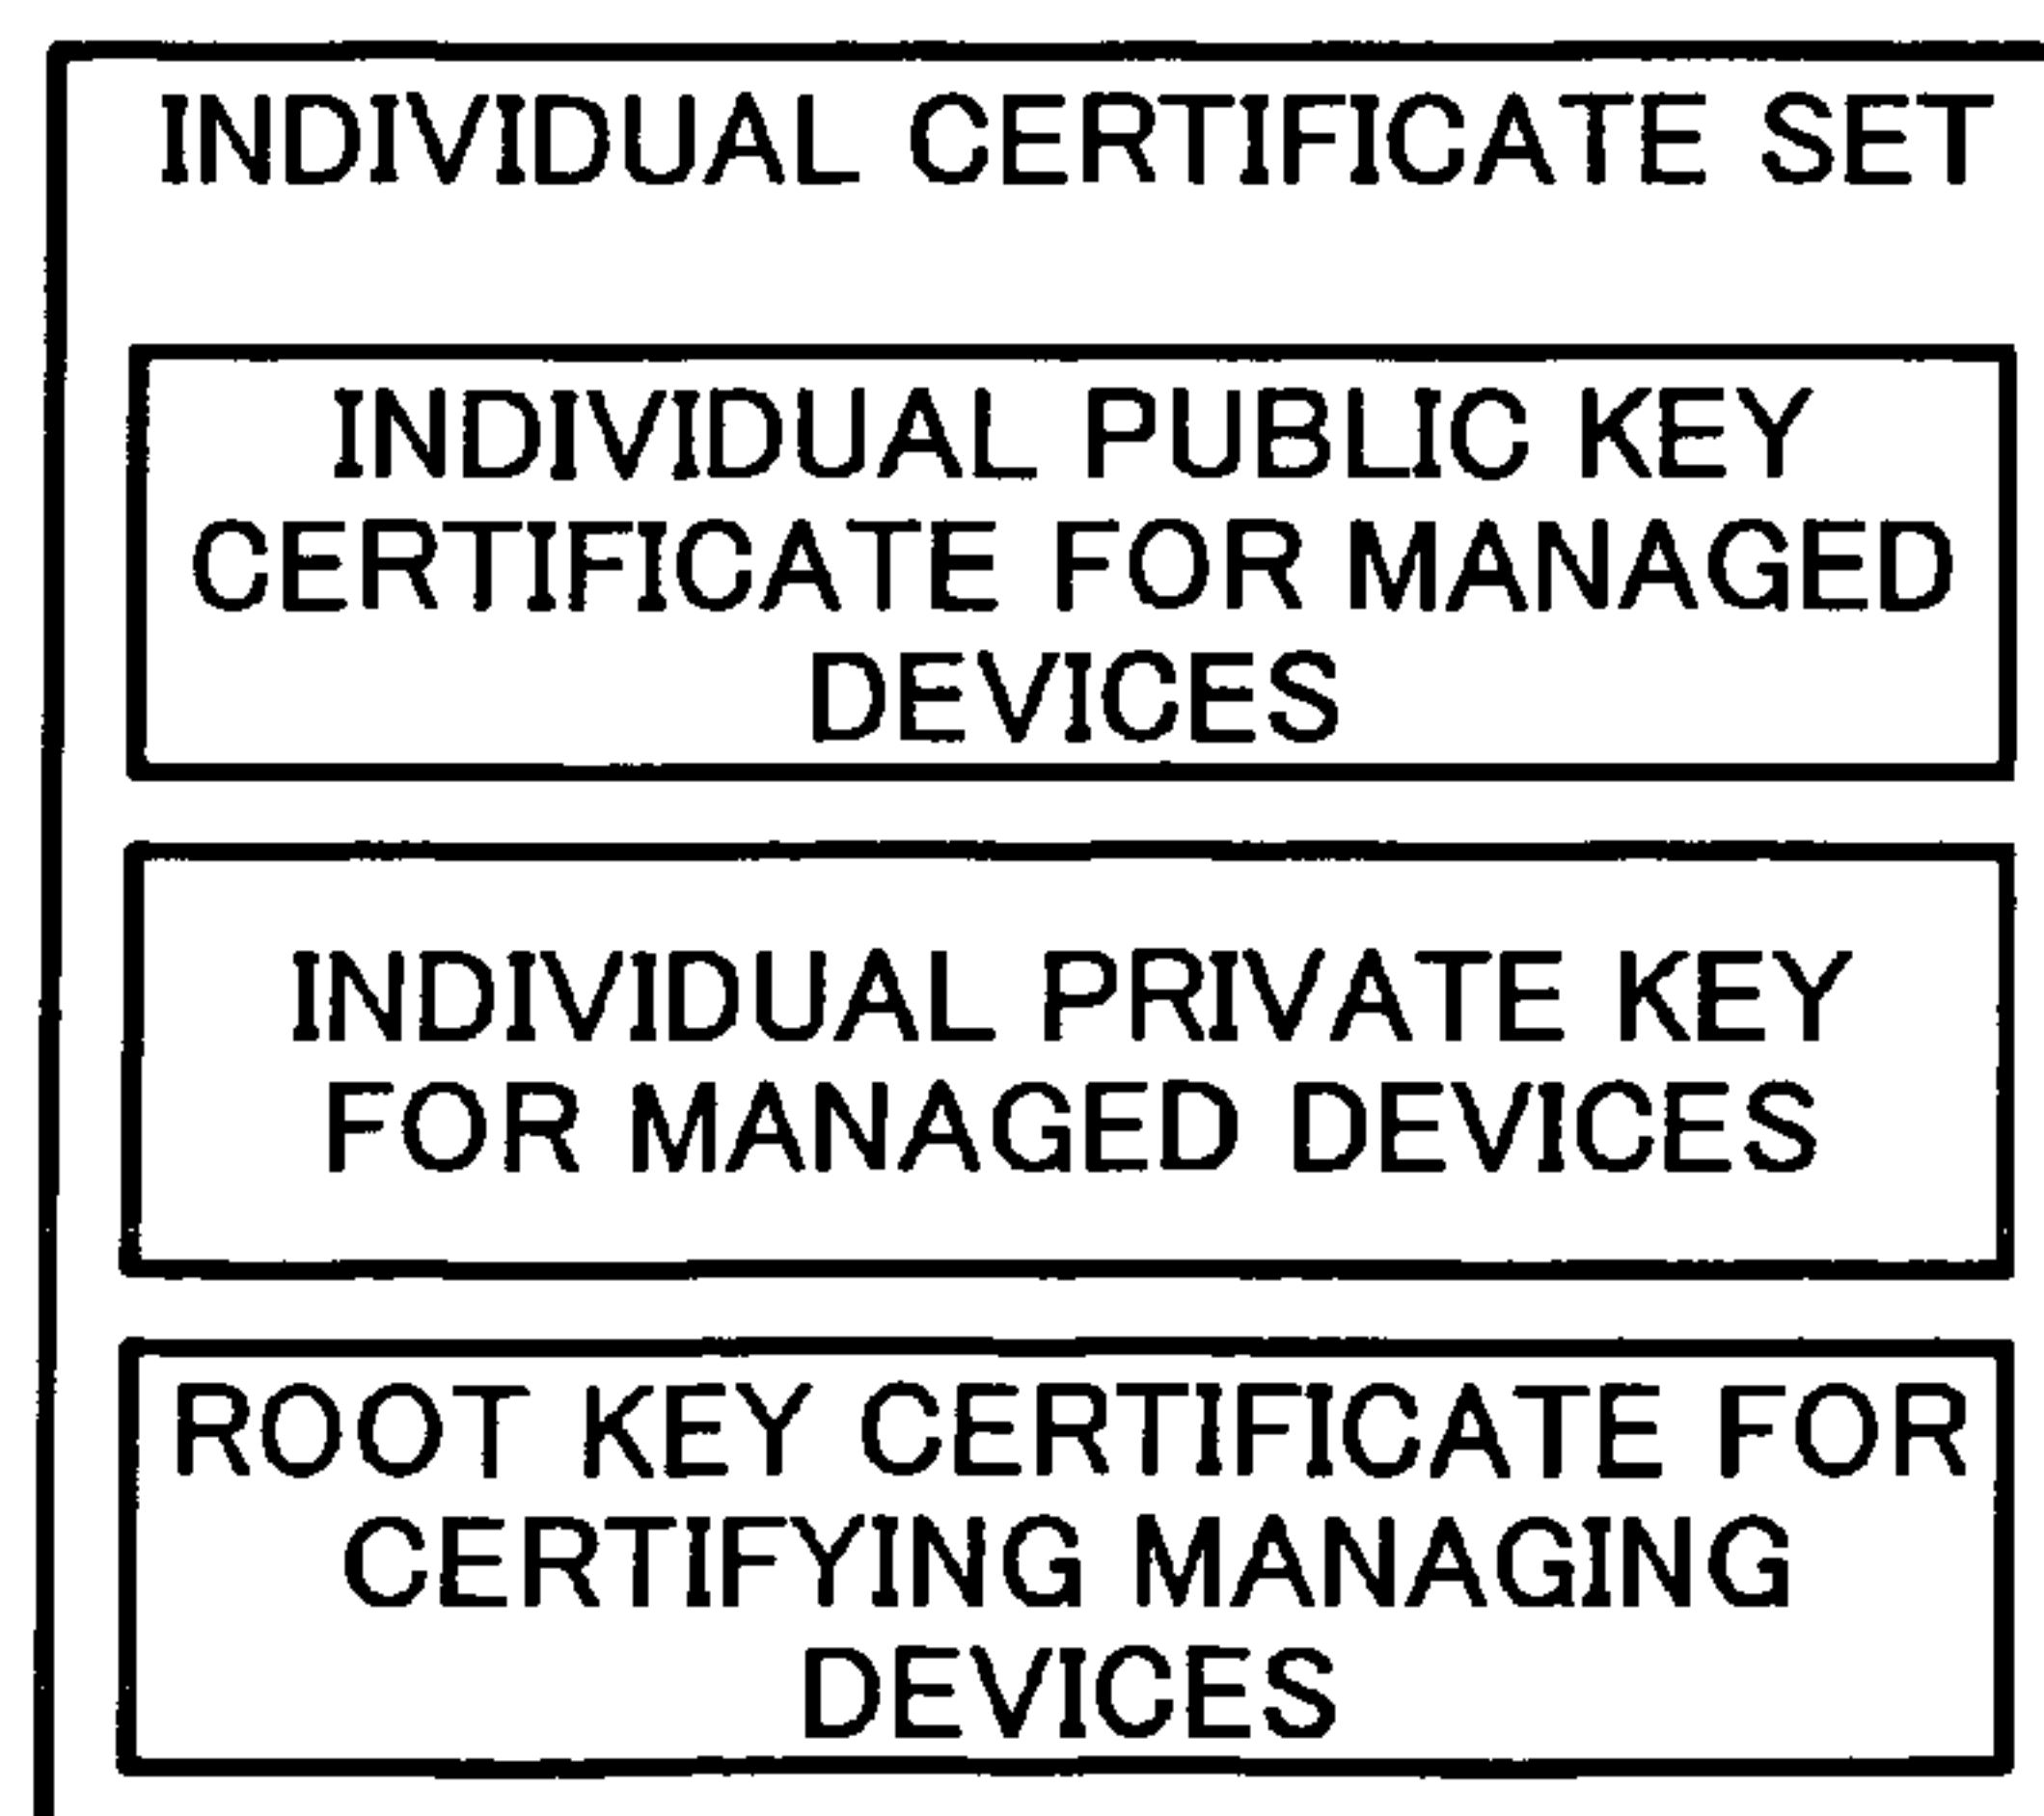 INDIVIDUAL CERTIFICATE SET
INDIVIDUAL PUBLIC KEY
CERTIFICATE FOR MANAGED
DEVICES
INDIVIDUAL PRIVATE KEY
FOR MANAGED DEVICES
ROOT KEY CERTIFICATE FOR
CERTIFYING MANAGING
DEVICES